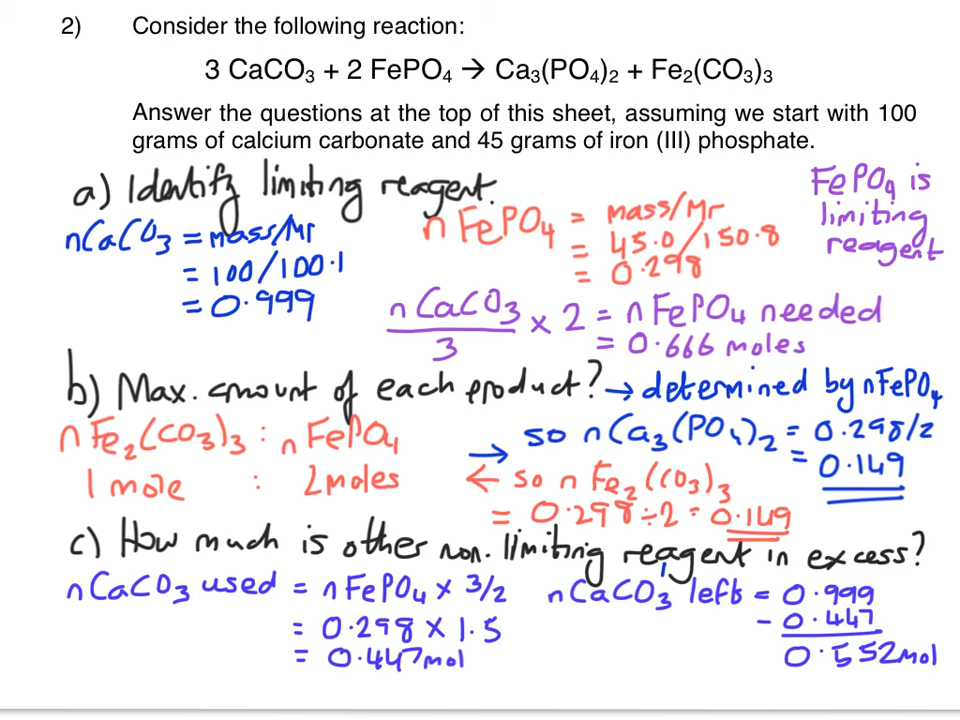 2) Consider the following reaction:
3 CaCO₃ + 2 FePO₄ → Ca₃(PO₄)₂ + Fe₂(CO₃)₃
Answer the questions at the top of this sheet, assuming we start with 100
grams of calcium carbonate and 45 grams of iron (III) phosphate.
a) Identify limiting reagent.
nCaCO₃ = mass/Mr
= 100/100.1
= 0.999
n FePO₄ = mass/Mr
= 45.0/150.8
= 0.298
FePO₄ is
limiting
reagent
nCaCO₃/3 × 2 = n FePO₄ needed
= 0.666 moles
b) Max. amount of each product? → determined by nFePO₄
n Fe₂(CO₃)₃ : n FePO₄
1 mole : 2moles
→ so nCa₃(PO₄)₂ = 0.298/2
= 0.149
← so n Fe₂(CO₃)₃
= 0.298÷2 = 0.149
c) How much is other non. limiting reagent in excess?
nCaCO₃ used = nFePO₄ × 3/2
= 0.298 × 1.5
= 0.447mol
nCaCO₃ left = 0.999
- 0.447
0.552mol